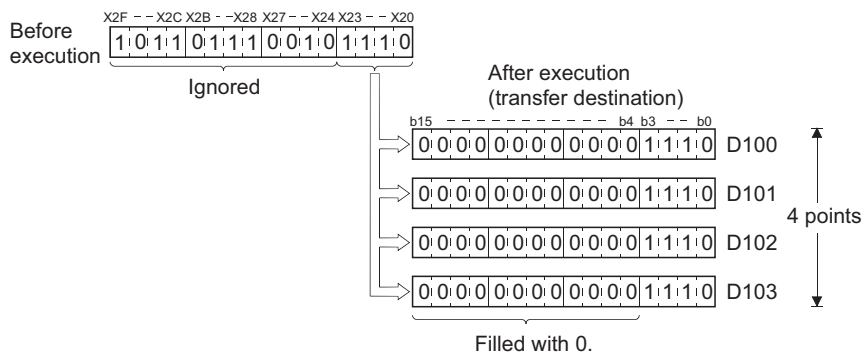 X2F X2C X2B X28 X27 X24 X23 X20
Before execution
1 0 1 1 0 1 1 1 0 0 1 0 1 1 1 0
Ignored
After execution
(transfer destination)
b15 b4 b3 b0
0 0 0 0 0 0 0 0 0 0 0 0 1 1 1 0 D100
0 0 0 0 0 0 0 0 0 0 0 0 1 1 1 0 D101
0 0 0 0 0 0 0 0 0 0 0 0 1 1 1 0 D102
0 0 0 0 0 0 0 0 0 0 0 0 1 1 1 0 D103
4 points
Filled with 0.